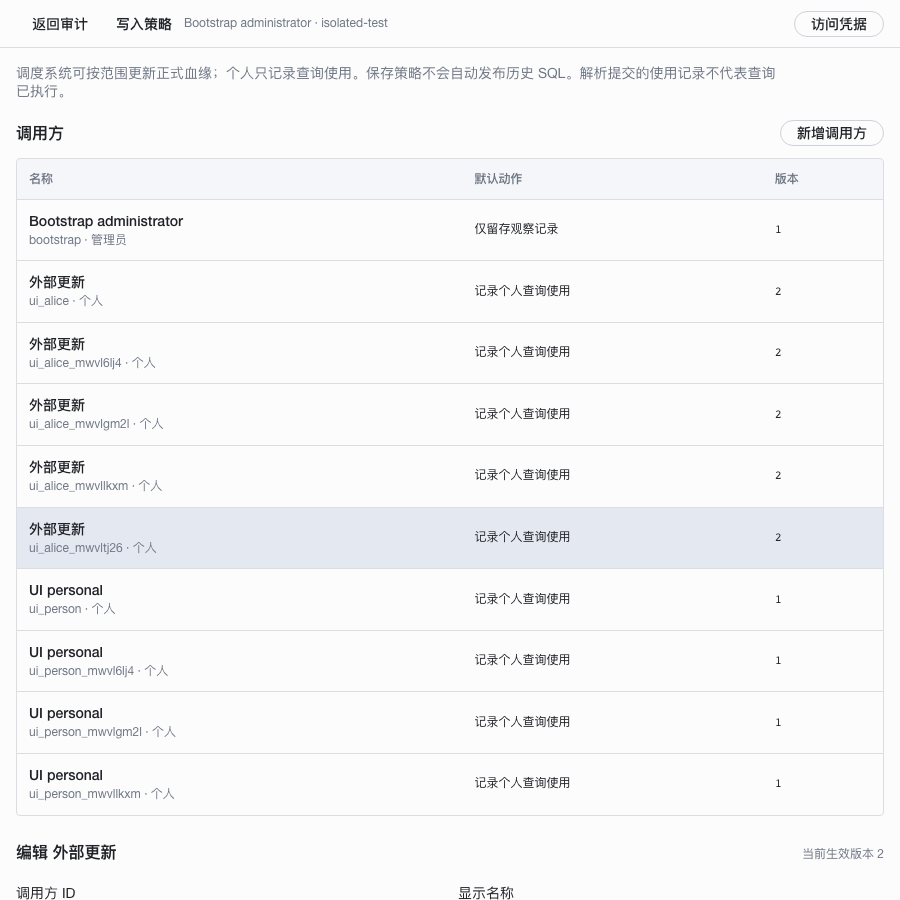 返回审计 写入策略 Bootstrap administrator · isolated-test 访问凭据
调度系统可按范围更新正式血缘；个人只记录查询使用。保存策略不会自动发布历史 SQL。解析提交的使用记录不代表查询
已执行。
调用方 新增调用方
名称 默认动作 版本
Bootstrap administrator
bootstrap · 管理员 仅留存观察记录 1
外部更新
ui_alice · 个人 记录个人查询使用 2
外部更新
ui_alice_mwvl6lj4 · 个人 记录个人查询使用 2
外部更新
ui_alice_mwvlgm2l · 个人 记录个人查询使用 2
外部更新
ui_alice_mwvllkxm · 个人 记录个人查询使用 2
外部更新
ui_alice_mwvltj26 · 个人 记录个人查询使用 2
UI personal
ui_person · 个人 记录个人查询使用 1
UI personal
ui_person_mwvl6lj4 · 个人 记录个人查询使用 1
UI personal
ui_person_mwvlgm2l · 个人 记录个人查询使用 1
UI personal
ui_person_mwvllkxm · 个人 记录个人查询使用 1
编辑 外部更新 当前生效版本 2
调用方 ID 显示名称